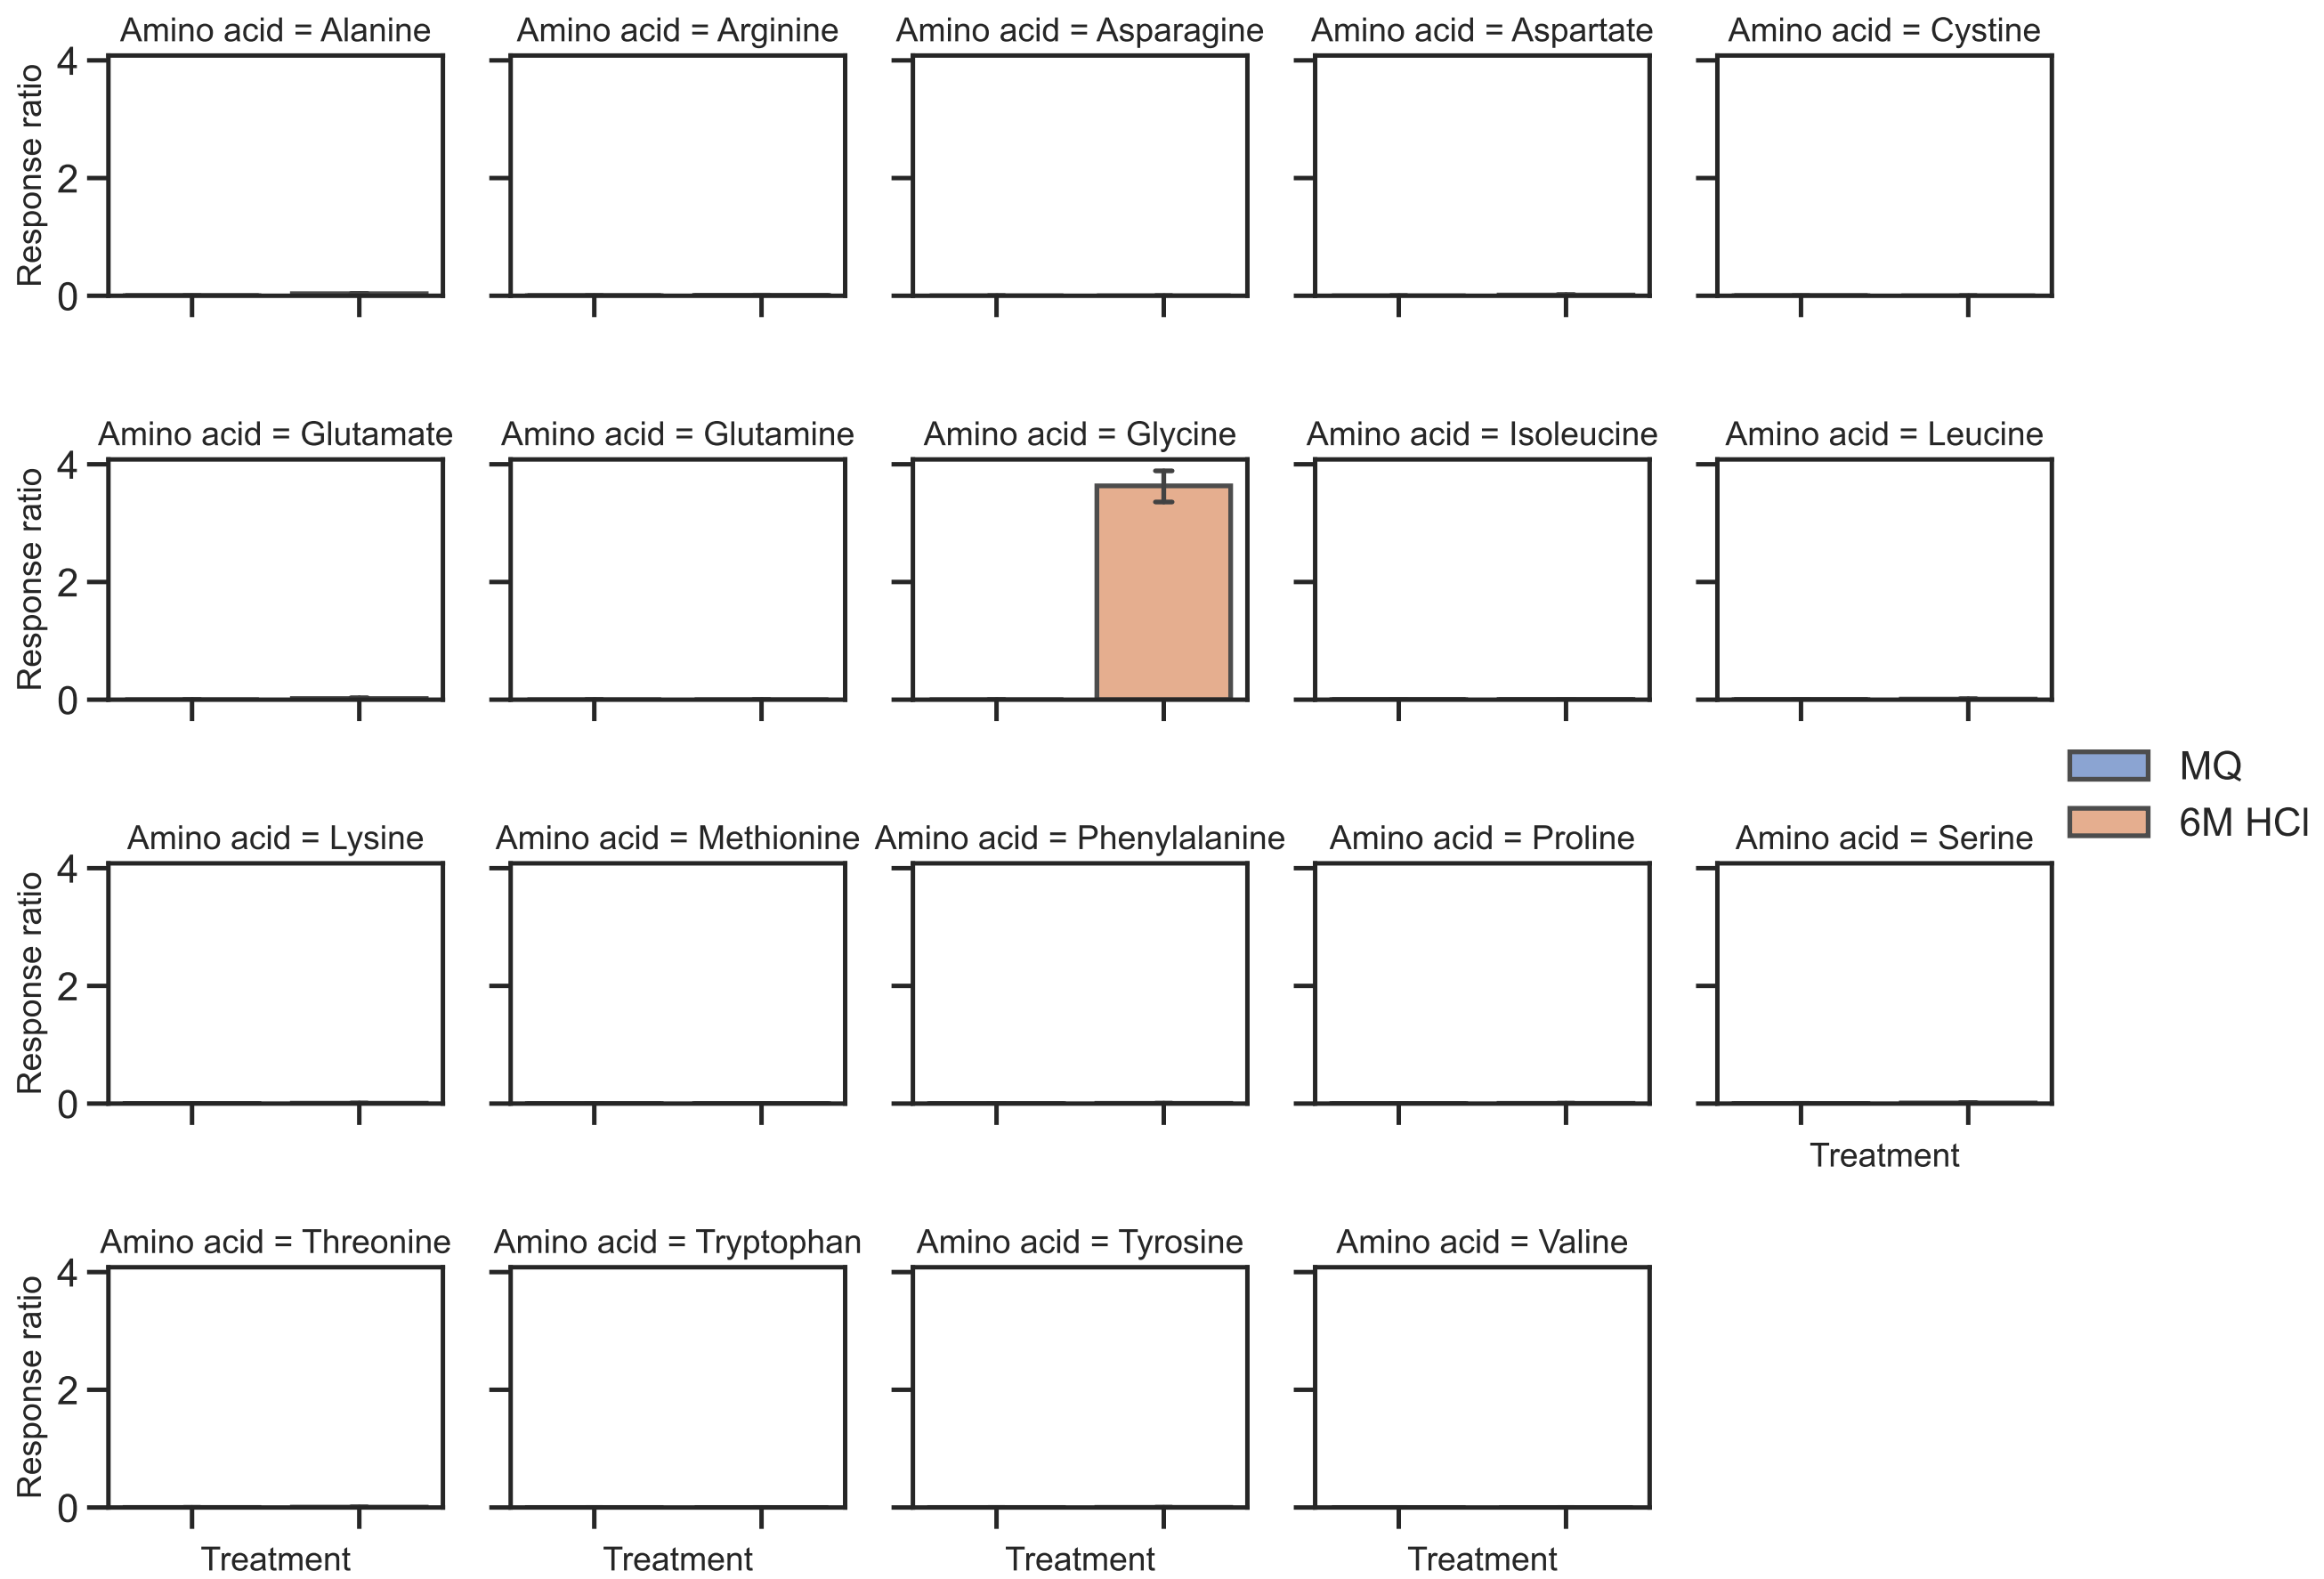 Amino acid = Alanine
Amino acid = Arginine
Amino acid = Asparagine
Amino acid = Aspartate
Amino acid = Cystine
Response ratio
4
2
0
Amino acid = Glutamate
Amino acid = Glutamine
Amino acid = Glycine
Amino acid = Isoleucine
Amino acid = Leucine
Response ratio
4
2
0
MQ
6M HCl
Amino acid = Lysine
Amino acid = Methionine
Amino acid = Phenylalanine
Amino acid = Proline
Amino acid = Serine
Response ratio
4
2
0
Treatment
Amino acid = Threonine
Amino acid = Tryptophan
Amino acid = Tyrosine
Amino acid = Valine
Response ratio
4
2
0
Treatment
Treatment
Treatment
Treatment